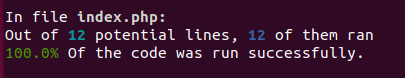 In file index.php:
Out of 12 potential lines, 12 of them ran
100.0% Of the code was run successfully.